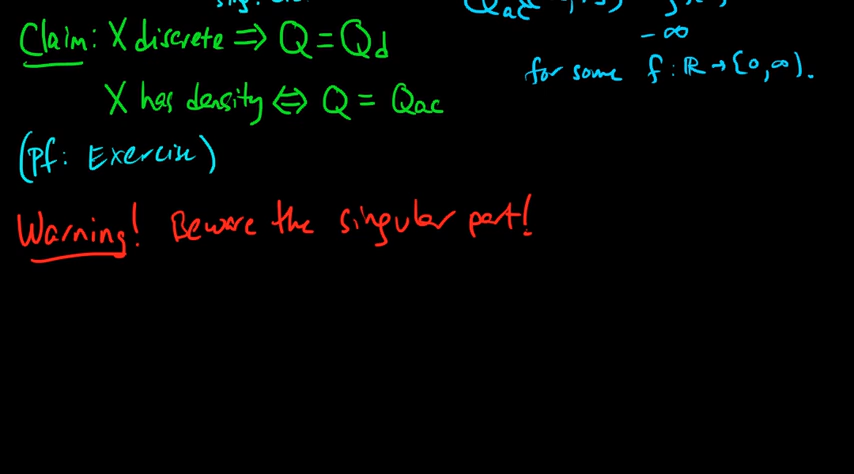 Claim: X discrete ⇒ Q = Qd
X has density ⇔ Q = Qac
(Pf: Exercise)
Warning! Beware the singular part!
-∞
for some f: ℝ → [0, ∞).